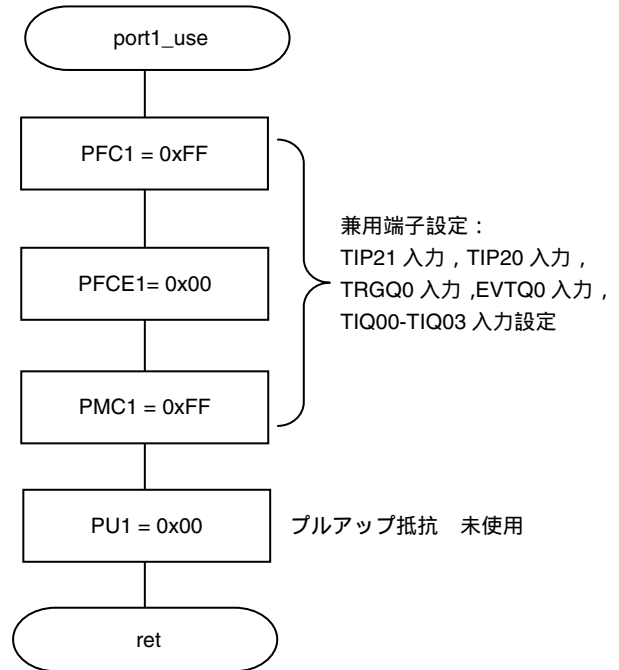 port1_use
PFC1 = 0xFF
PFCE1= 0x00
PMC1 = 0xFF
兼用端子設定：
TIP21 入力，TIP20 入力，
TRGQ0 入力 ,EVTQ0 入力，
TIQ00-TIQ03 入力設定
PU1 = 0x00
プルアップ抵抗　未使用
ret